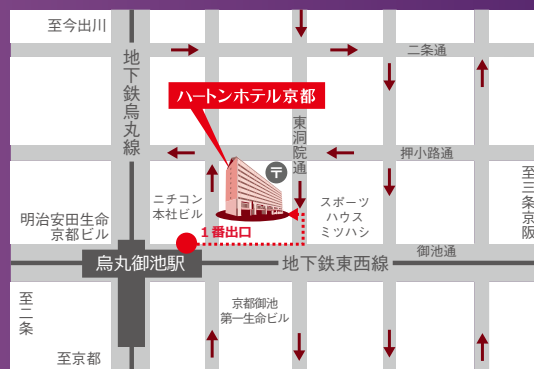 至今出川
二条通
地下鉄烏丸線
ハートンホテル京都
東洞院通
押小路通
〒
ニチコン
本社ビル
スポーツ
ハウス
ミツハシ
至三条京阪
明治安田生命
京都ビル
1番出口
御池通
烏丸御池駅
地下鉄東西線
至二条
京都御池
第一生命ビル
至京都